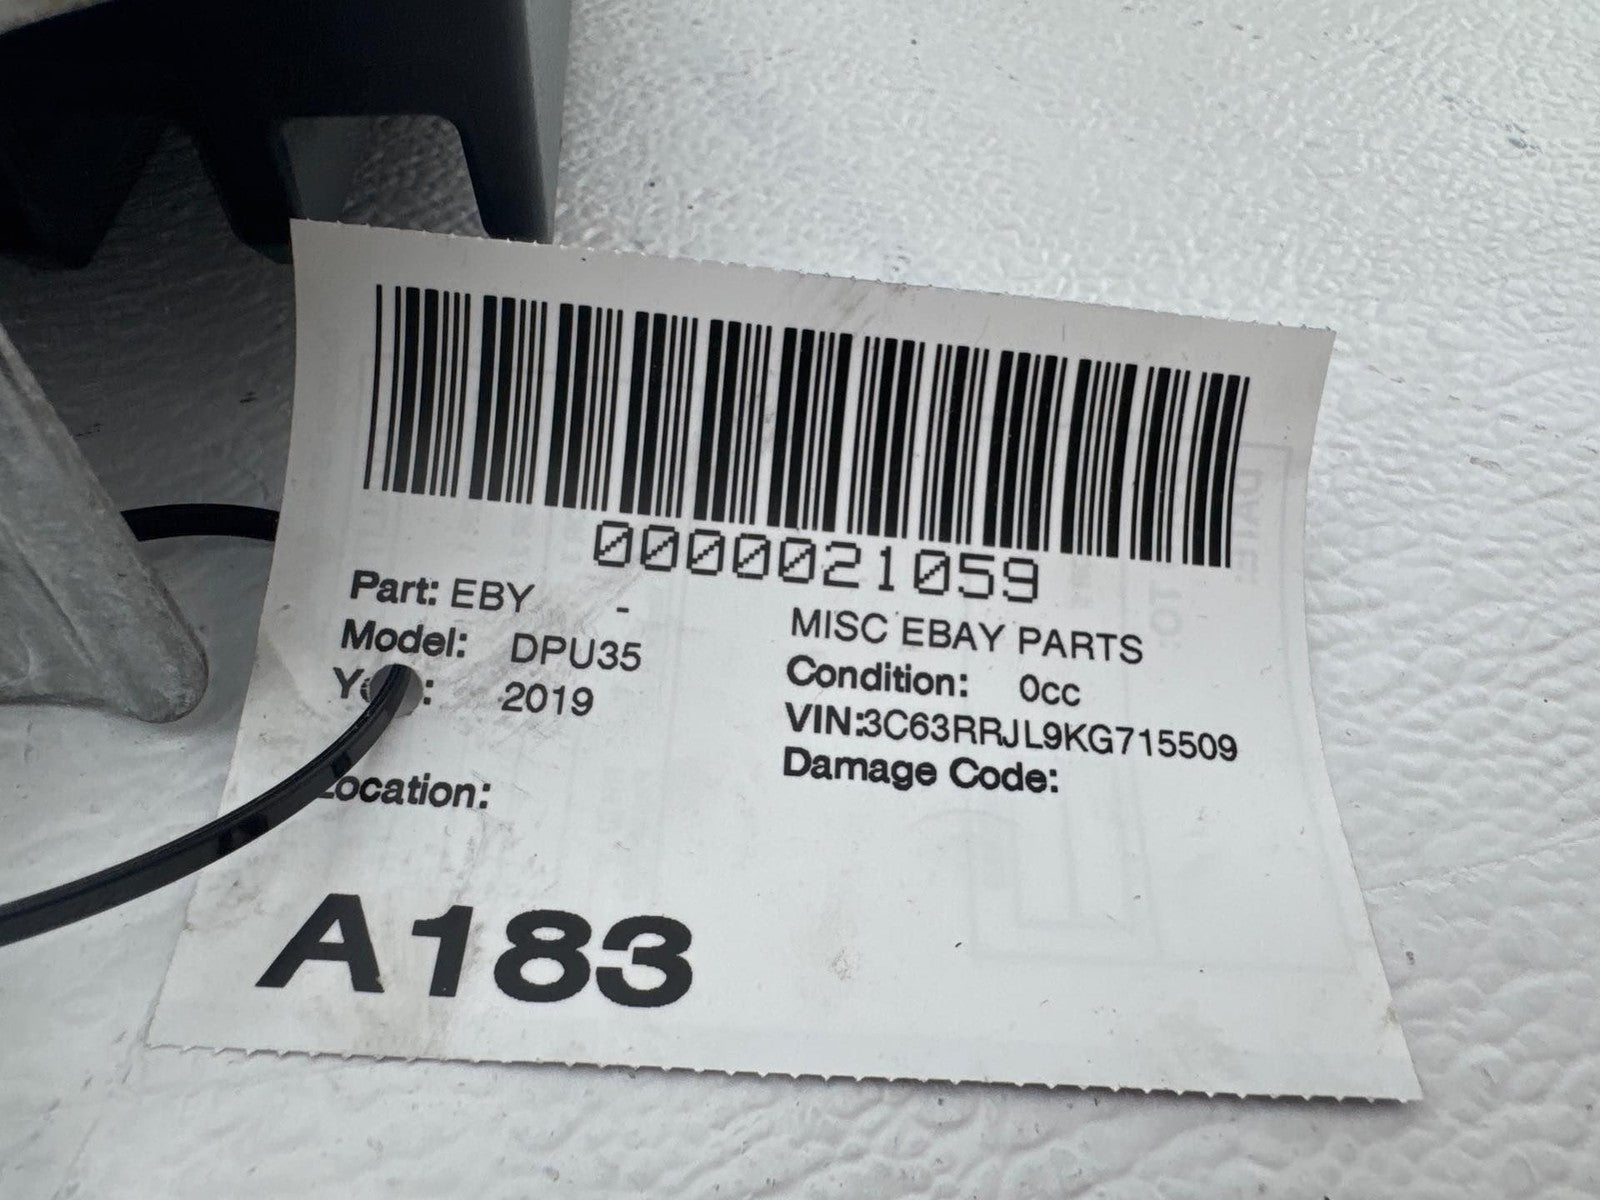 0000021059
Part: EBY -
MISC EBAY PARTS
Model: DPU35
Condition: 0cc
2019
VIN:3C63RRJL9KG715509
Damage Code:
Location:
A183